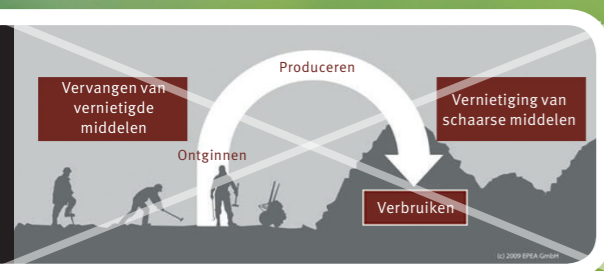 Produceren
Vervangen van
vernietigde
middelen
Vernietiging van
schaarse middelen
Ontginnen
Verbruiken
(c) 2009 EPEA GmbH